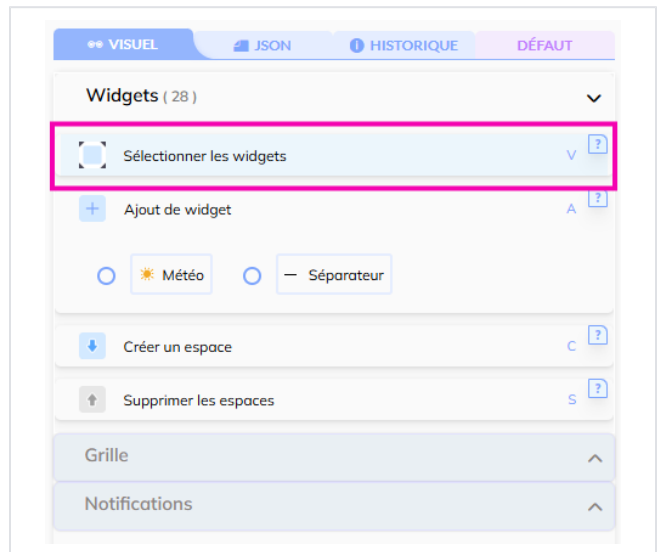 VISUEL JSON HISTORIQUE DÉFAUT
Widgets ( 28 )
Sélectionner les widgets V ?
Ajout de widget A ?
Météo — Séparateur
Créer un espace C ?
Supprimer les espaces S ?
Grille
Notifications